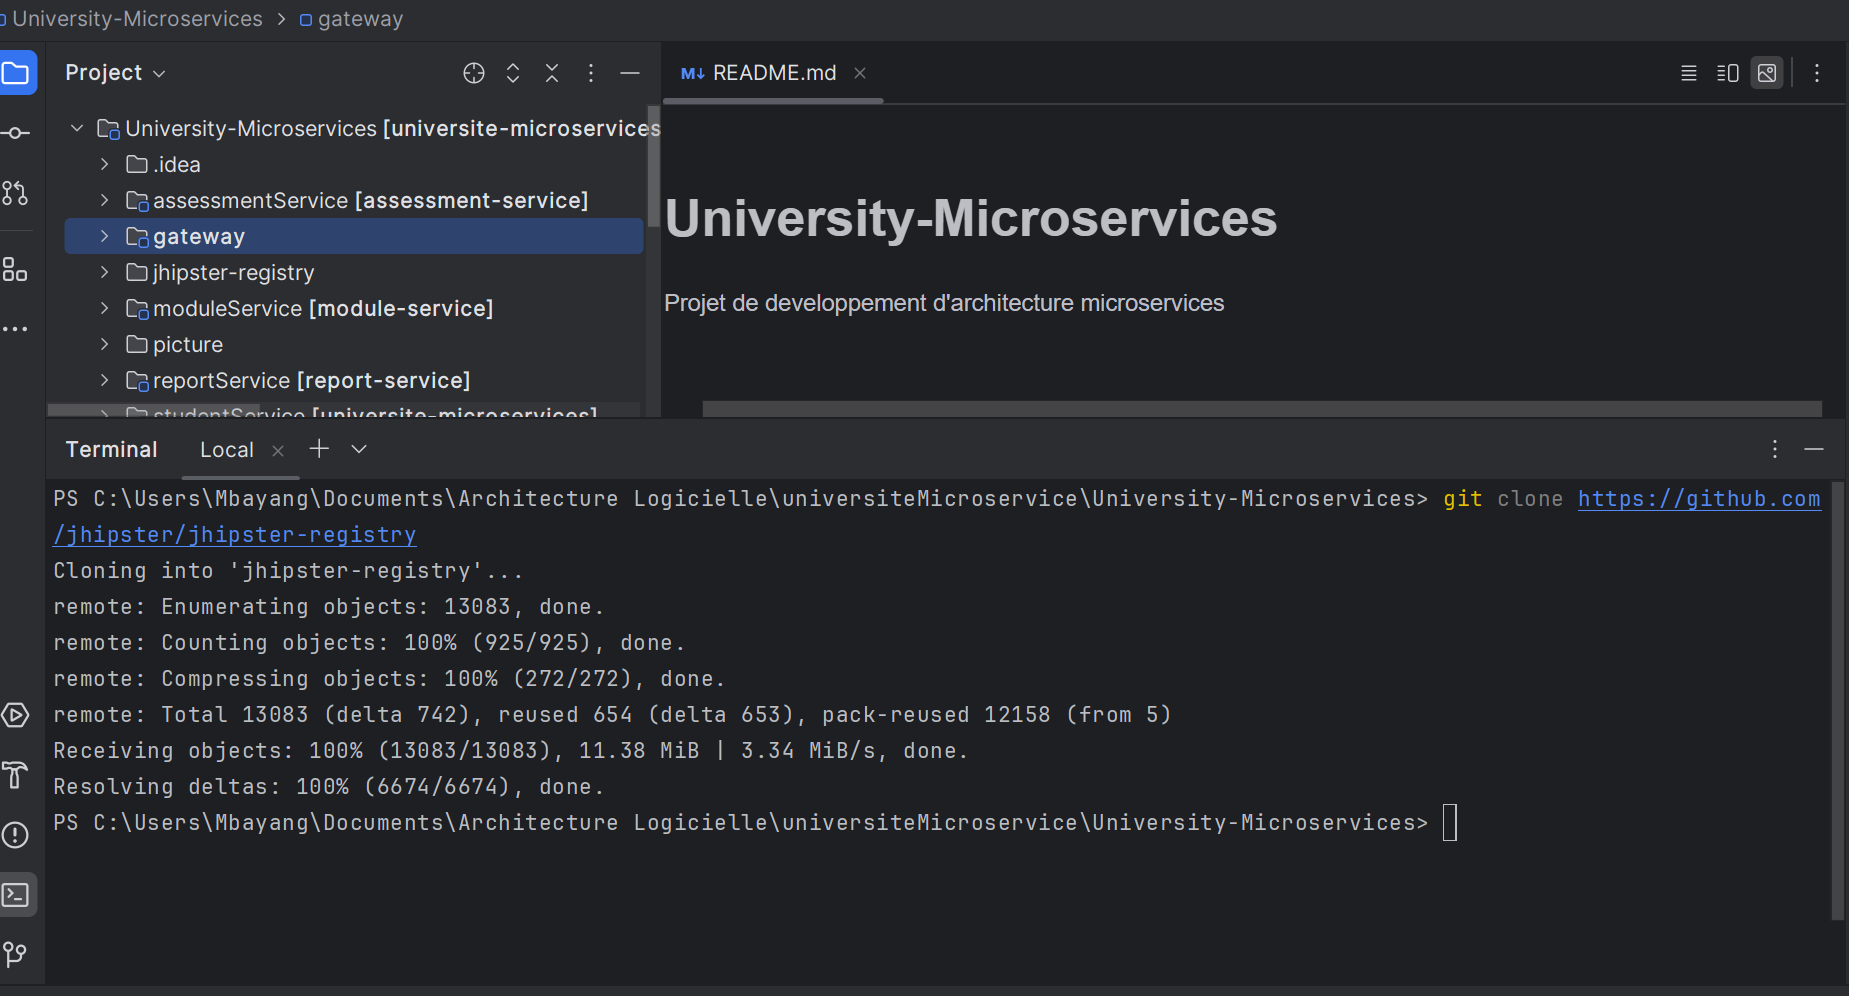 University-Microservices > gateway
Project
README.md
University-Microservices [universite-microservices
.idea
assessmentService [assessment-service]
gateway
jhipster-registry
moduleService [module-service]
picture
reportService [report-service]
studentService [universite-microservices]
University-Microservices
Projet de developpement d'architecture microservices
Terminal Local
PS C:\Users\Mbayang\Documents\Architecture Logicielle\universiteMicroservice\University-Microservices> git clone https://github.com
/jhipster/jhipster-registry
Cloning into 'jhipster-registry'...
remote: Enumerating objects: 13083, done.
remote: Counting objects: 100% (925/925), done.
remote: Compressing objects: 100% (272/272), done.
remote: Total 13083 (delta 742), reused 654 (delta 653), pack-reused 12158 (from 5)
Receiving objects: 100% (13083/13083), 11.38 MiB | 3.34 MiB/s, done.
Resolving deltas: 100% (6674/6674), done.
PS C:\Users\Mbayang\Documents\Architecture Logicielle\universiteMicroservice\University-Microservices>